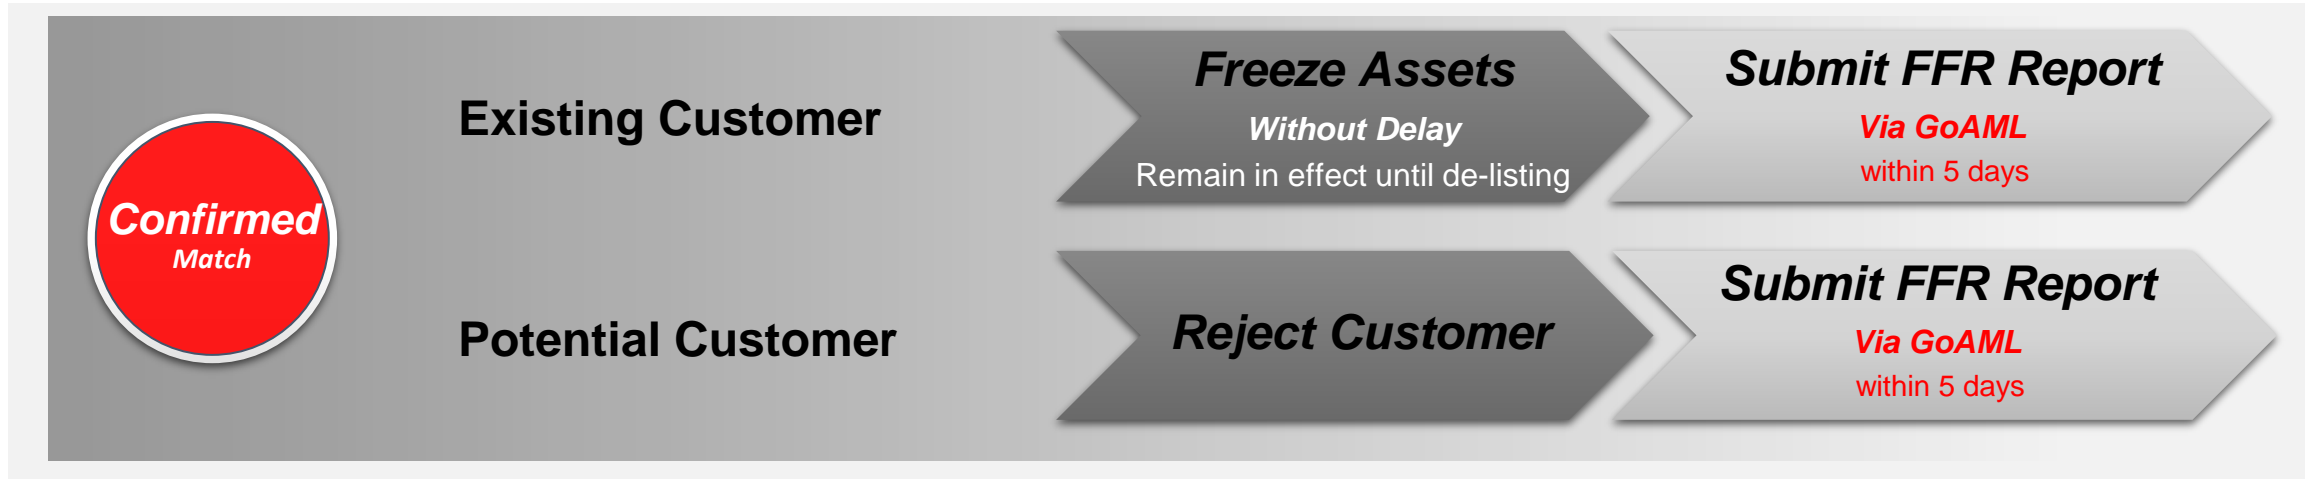 Confirmed
Match
Existing Customer
Freeze Assets
Without Delay
Remain in effect until de-listing
Submit FFR Report
Via GoAML
within 5 days
Potential Customer
Reject Customer
Submit FFR Report
Via GoAML
within 5 days